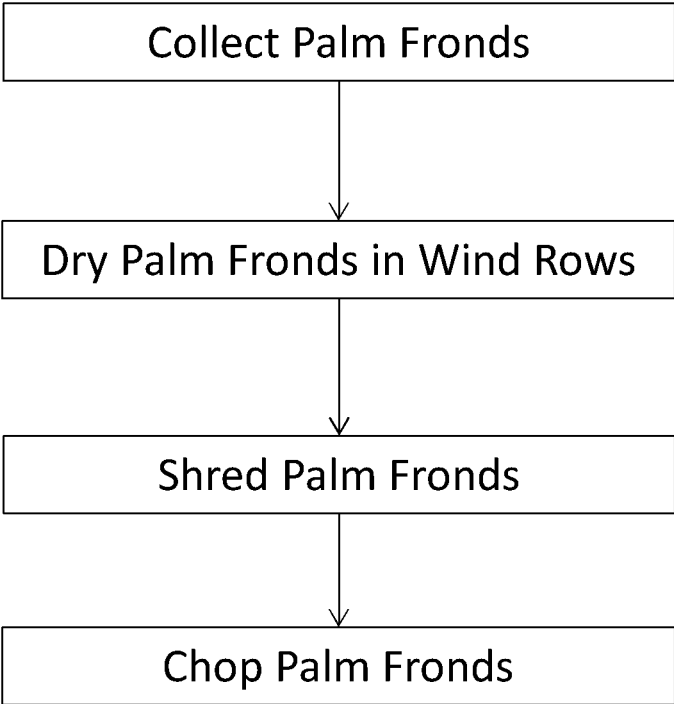 Collect Palm Fronds
Dry Palm Fronds in Wind Rows
Shred Palm Fronds
Chop Palm Fronds